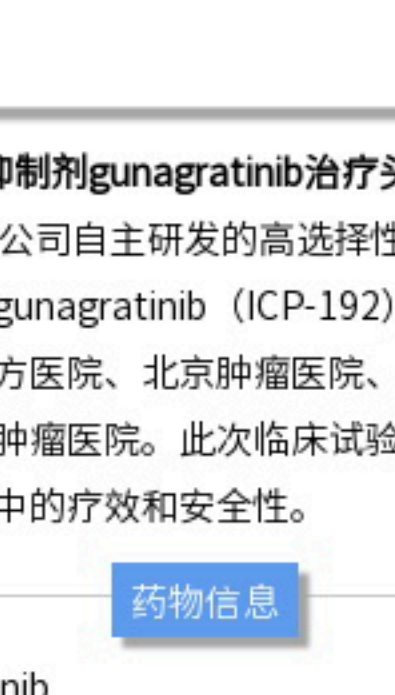 制剂gunagratinib治疗
公司自主研发的高选择性
gunagratinib（ICP-192）
方医院、北京肿瘤医院、
肿瘤医院。此次临床试验
中的疗效和安全性。
药物信息
nib